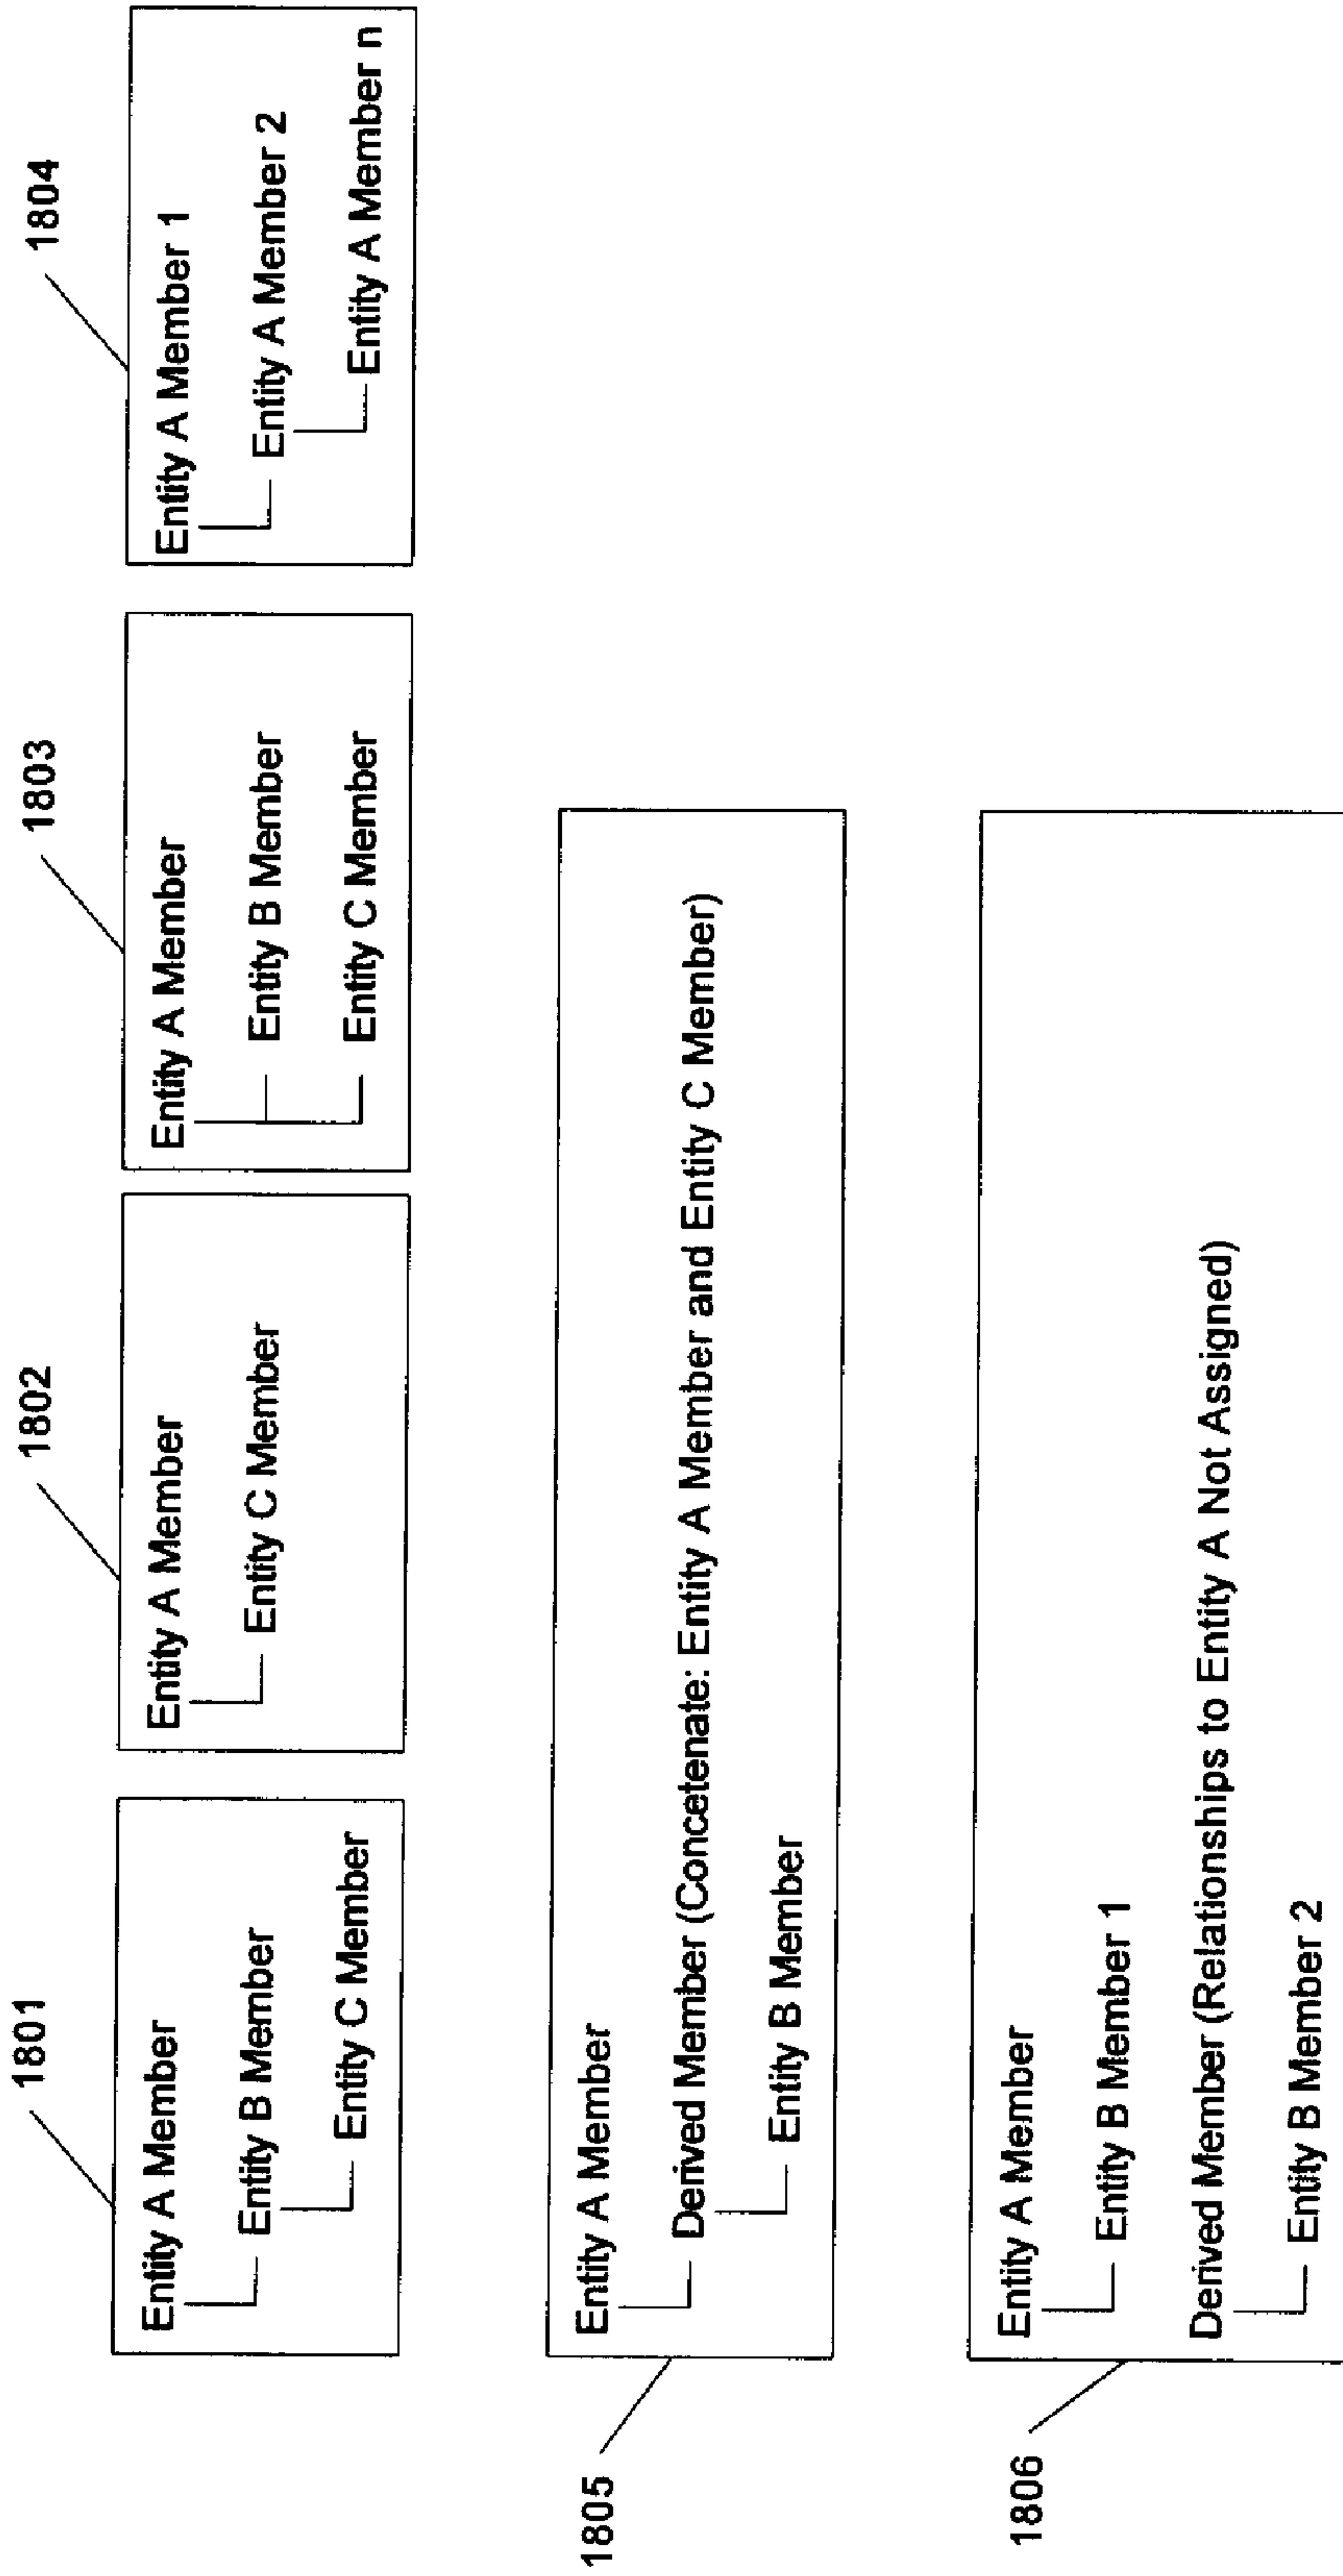 1801
Entity A Member
Entity B Member
Entity C Member
1802
Entity A Member
Entity C Member
1803
Entity A Member
Entity B Member
Entity C Member
1804
Entity A Member 1
Entity A Member 2
Entity A Member n
1805
Entity A Member
Derived Member (Concetenate: Entity A Member and Entity C Member)
Entity B Member
1806
Entity A Member
Entity B Member 1
Derived Member (Relationships to Entity A Not Assigned)
Entity B Member 2